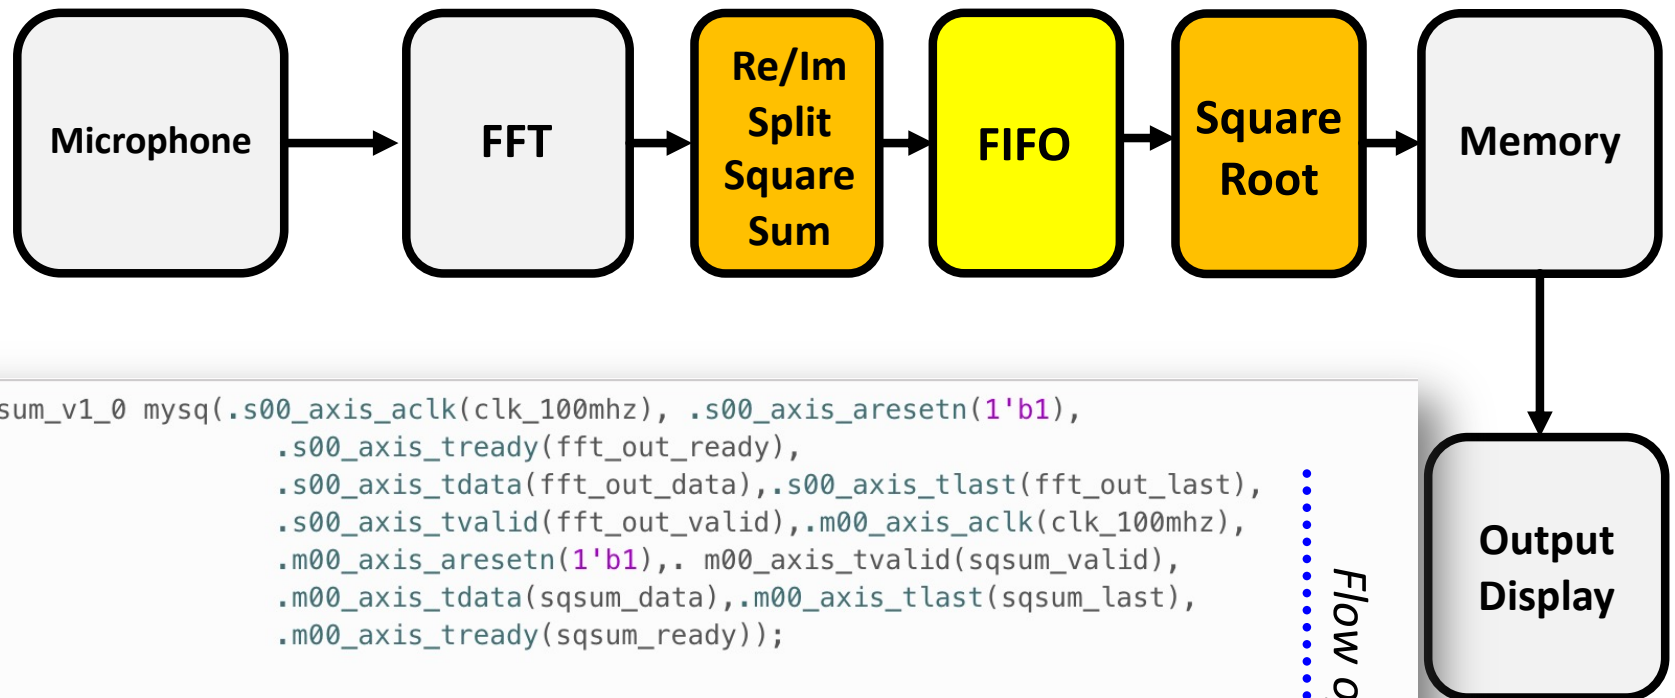 Microphone
FFT
Re/Im
Split
Square
Sum
FIFO
Square
Root
Memory
sum_v1_0 mysq(.s00_axis_aclk(clk_100mhz), .s00_axis_aresetn(1'b1),
.s00_axis_tready(fft_out_ready),
.s00_axis_tdata(fft_out_data),.s00_axis_tlast(fft_out_last),
.s00_axis_tvalid(fft_out_valid),.m00_axis_aclk(clk_100mhz),
.m00_axis_aresetn(1'b1),. m00_axis_tvalid(sqsum_valid),
.m00_axis_tdata(sqsum_data),.m00_axis_tlast(sqsum_last),
.m00_axis_tready(sqsum_ready));
Flow
Output
Display